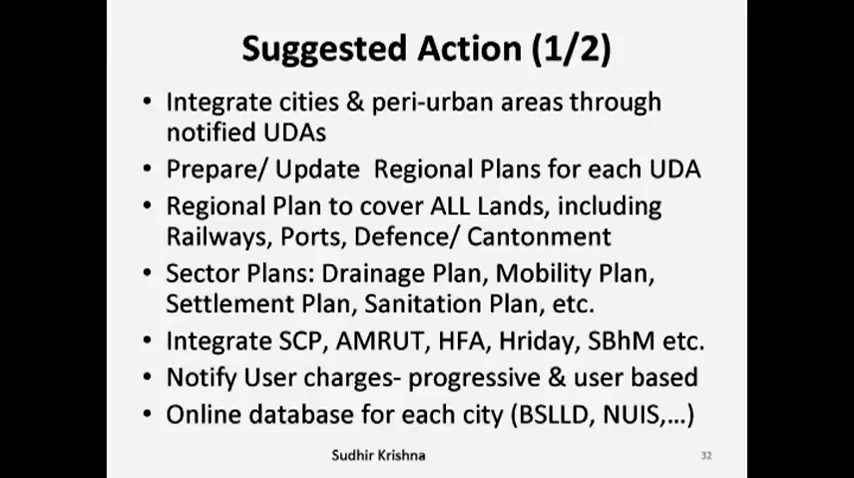 Suggested Action (1/2)
• Integrate cities & peri-urban areas through
notified UDAs
• Prepare/ Update Regional Plans for each UDA
• Regional Plan to cover ALL Lands, including
Railways, Ports, Defence/ Cantonment
• Sector Plans: Drainage Plan, Mobility Plan,
Settlement Plan, Sanitation Plan, etc.
• Integrate SCP, AMRUT, HFA, Hriday, SBhM etc.
• Notify User charges- progressive & user based
• Online database for each city (BSLLD, NUIS,...)
Sudhir Krishna
32